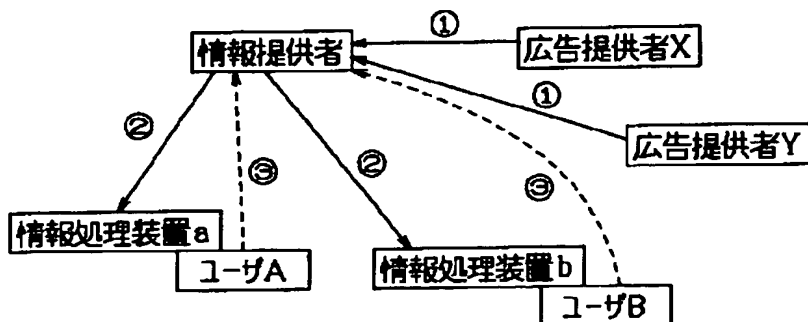 ①
情報提供者
広告提供者X
①
②
広告提供者Y
③
②
③
情報処理装置a
ユーザA
情報処理装置b
ユーザB